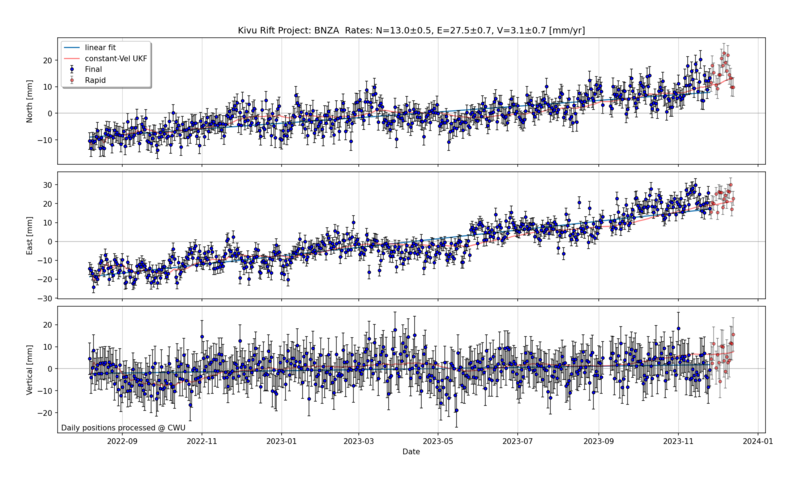 Kivu Rift Project: BNZA  Rates: N=13.0±0.5, E=27.5±0.7, V=3.1±0.7 [mm/yr]
linear fit
constant-Vel UKF
Final
Rapid
20
10
0
−10
North [mm]
30
20
10
0
−10
−20
−30
East [mm]
20
10
0
−10
−20
Vertical [mm]
Daily positions processed @ CWU
2022-09 2022-11 2023-01 2023-03 2023-05 2023-07 2023-09 2023-11 2024-01
Date